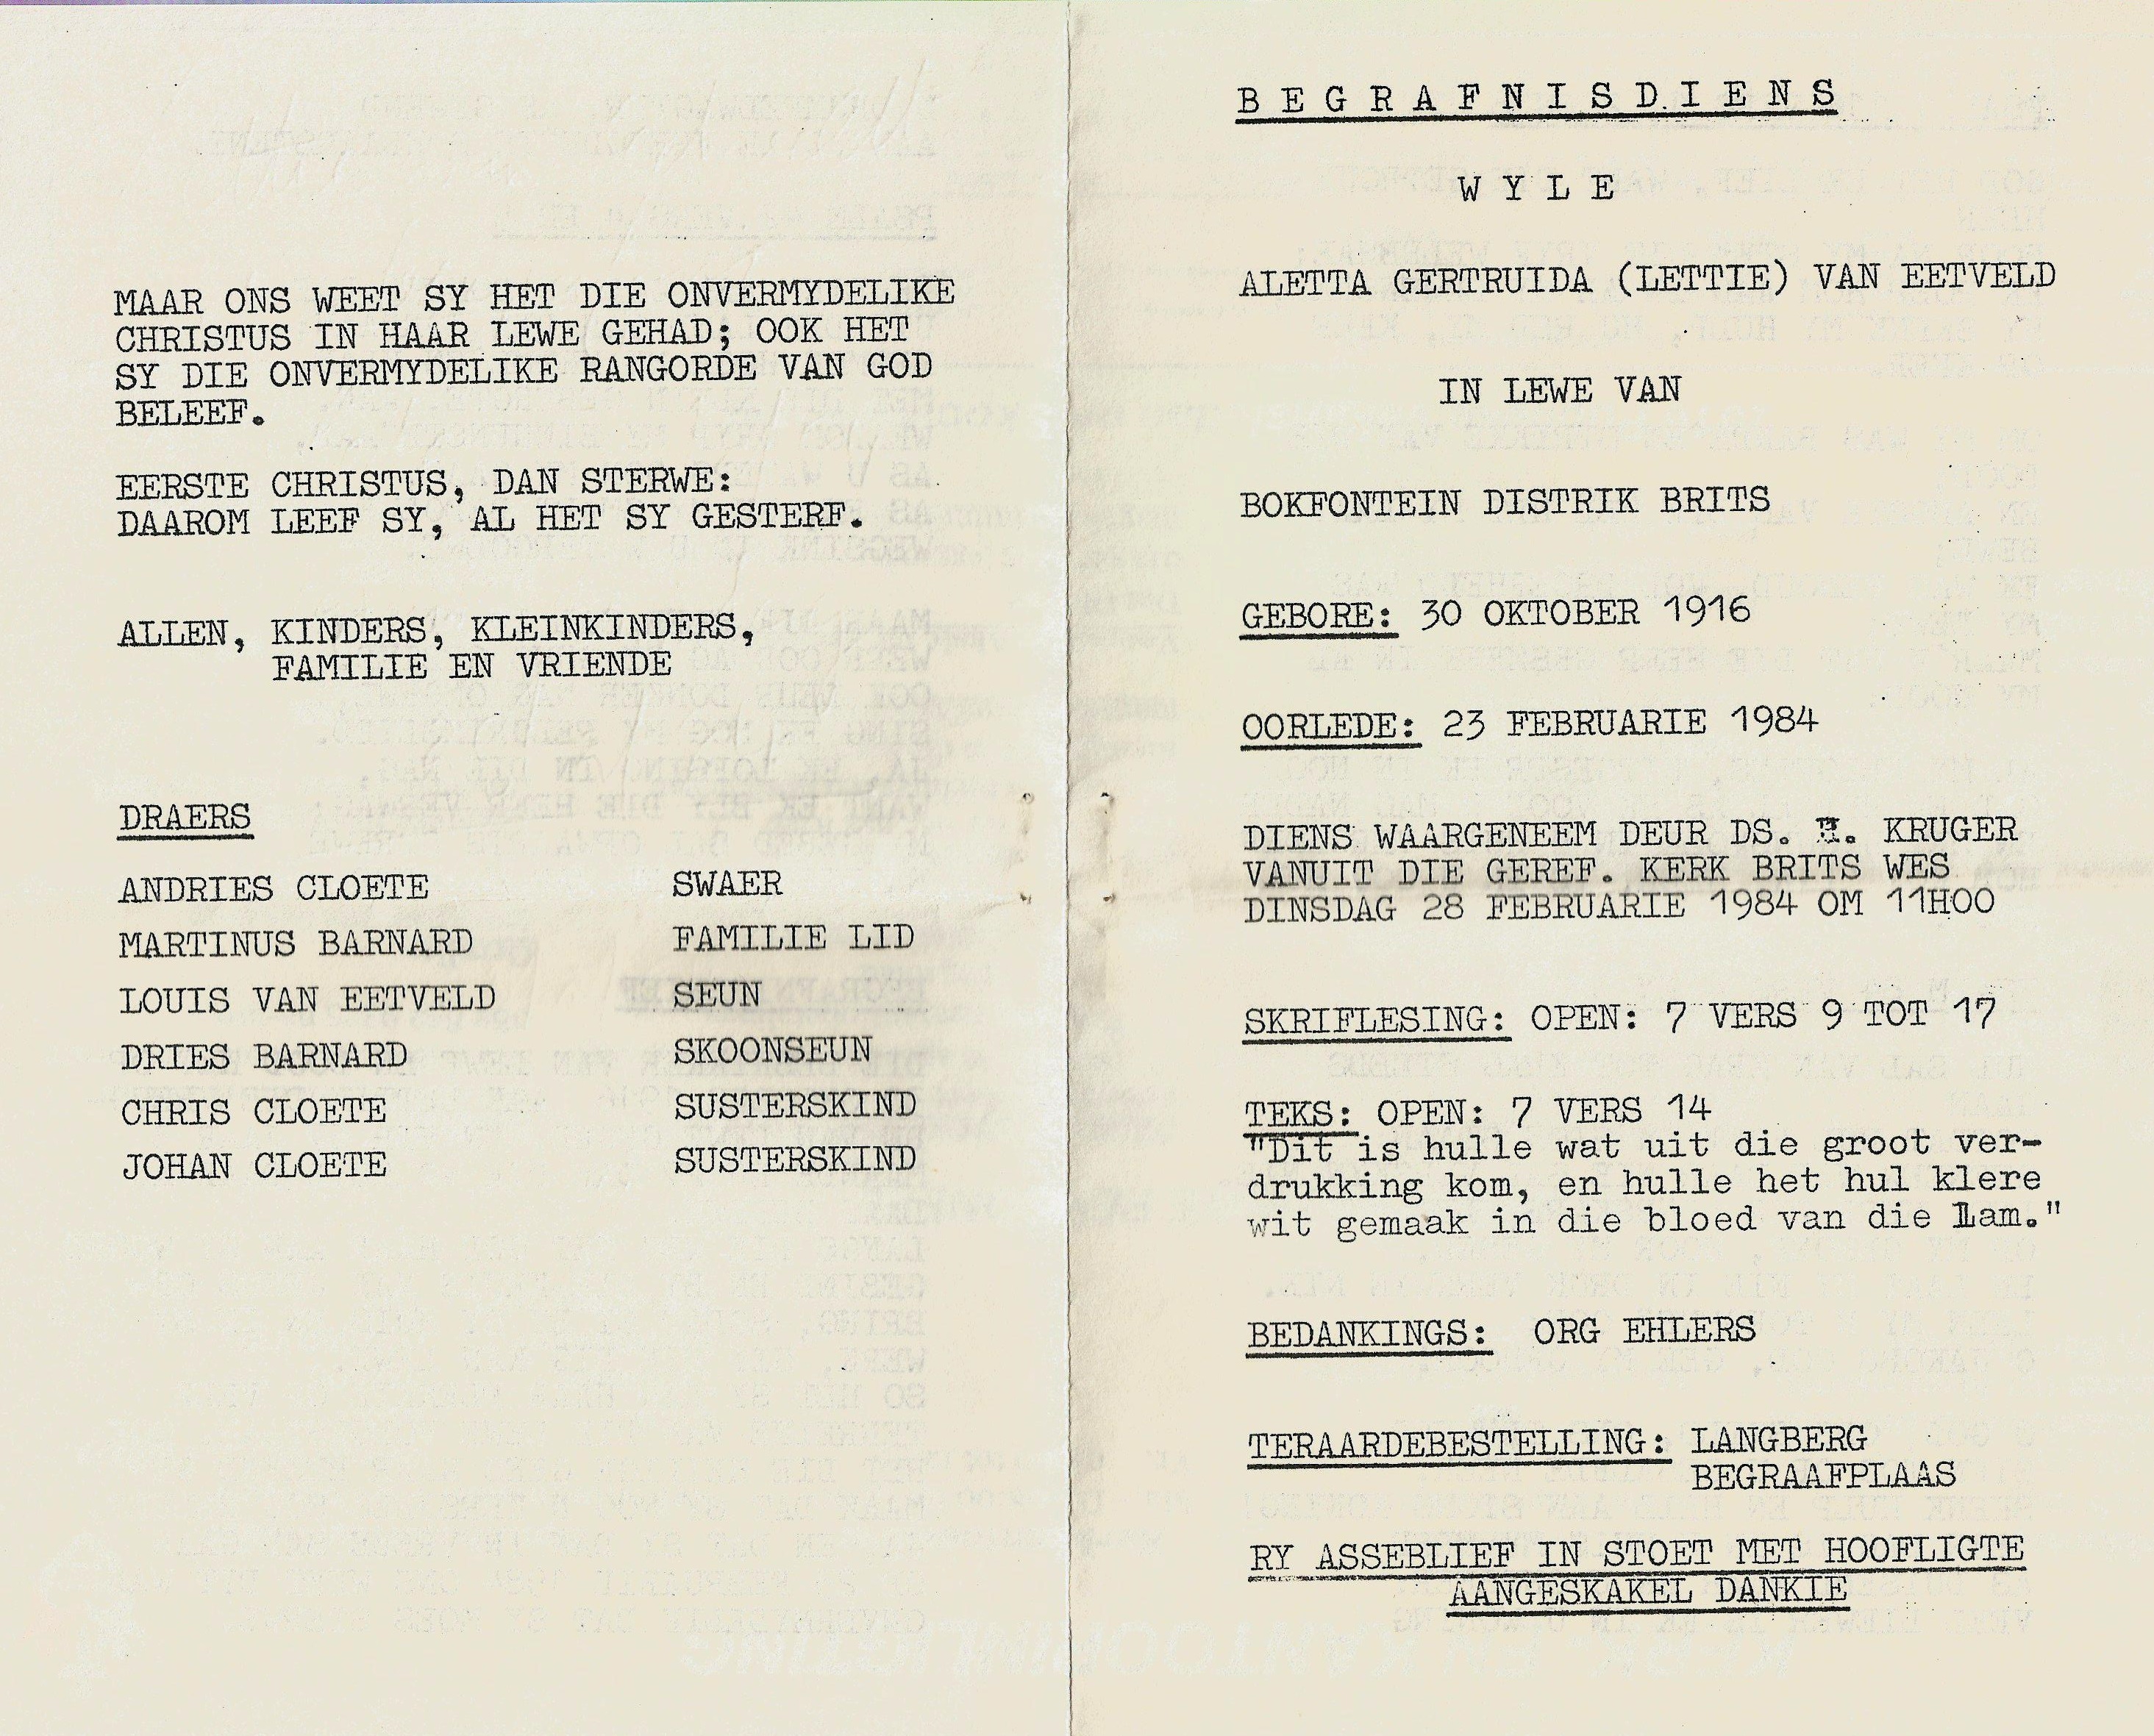 MAAR ONS WEET SY HET DIE ONVERMYDELIKE
CHRISTUS IN HAAR LEWE GEHAD; OOK HET
SY DIE ONVERMYDELIKE RANGORDE VAN GOD
BELEEF.
EERSTE CHRISTUS, DAN STERWE:
DAAROM LEEF SY, AL HET SY GESTERF.
ALLEN, KINDERS, KLEINKINDERS,
FAMILIE EN VRIENDE
DRAERS
ANDRIES CLOETE SWAER
MARTINUS BARNARD FAMILIE LID
LOUIS VAN EETVELD SEUN
DRIES BARNARD SKOONSEUN
CHRIS CLOETE SUSTERSKIND
JOHAN CLOETE SUSTERSKIND
BEGRAFNISDIENS
WYLE
ALETTA GERTRUIDA (LETTIE) VAN EETVELD
IN LEWE VAN
BOKFONTEIN DISTRIK BRITS
GEBORE: 30 OKTOBER 1916
OORLEDE: 23 FEBRUARIE 1984
DIENS WAARGENEEM DEUR DS. KRUGER
VANUIT DIE GEREF. KERK BRITS WES
DINSDAG 28 FEBRUARIE 1984 OM 11H00
SKRIFLESING: OPEN: 7 VERS 9 TOT 17
TEKS: OPEN: 7 VERS 14
"Dit is hulle wat uit die groot ver-
drukking kom, en hulle het hul klere
wit gemaak in die bloed van die Lam."
BEDANKINGS: ORG EHLERS
TERAARDEBESTELLING: LANGBERG
BEGRAAFPLAAS
RY ASSEBLIEF IN STOET MET HOOFLIGTE
AANGESKAKEL DANKIE